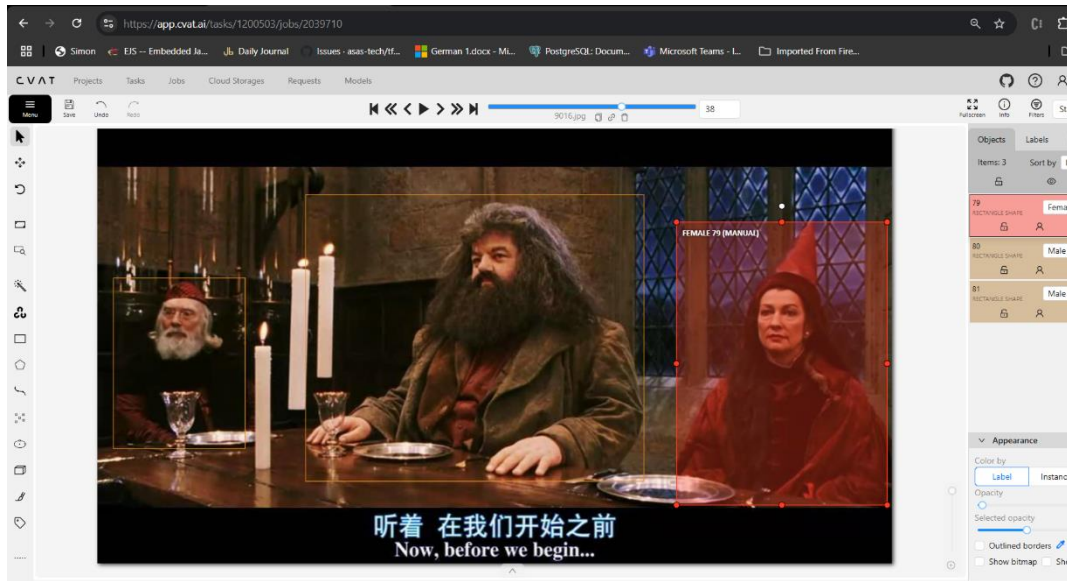 https://app.cvat.ai/tasks/1200503/jobs/2039710
Simon
EJS -- Embedded Ja...
Daily Journal
Issues · asas-tech/tf...
German 1.docx - Mi...
PostgreSQL: Docum...
Microsoft Teams - L...
Imported From Fire...
CVAT
Projects
Tasks
Jobs
Cloud Storages
Requests
Models
Menu
Save
Undo
Redo
9016.jpg
38
Fullscreen
Info
Filters
St
Objects
Labels
Items: 3
Sort by
79
RECTANGLE SHAPE
Fema
80
RECTANGLE SHAPE
Male
81
RECTANGLE SHAPE
Male
FEMALE 79 (MANUAL)
听着 在我们开始之前
Now, before we begin...
Appearance
Color by
Label
Instanc
Opacity
Selected opacity
Outlined borders
Show bitmap
Sh